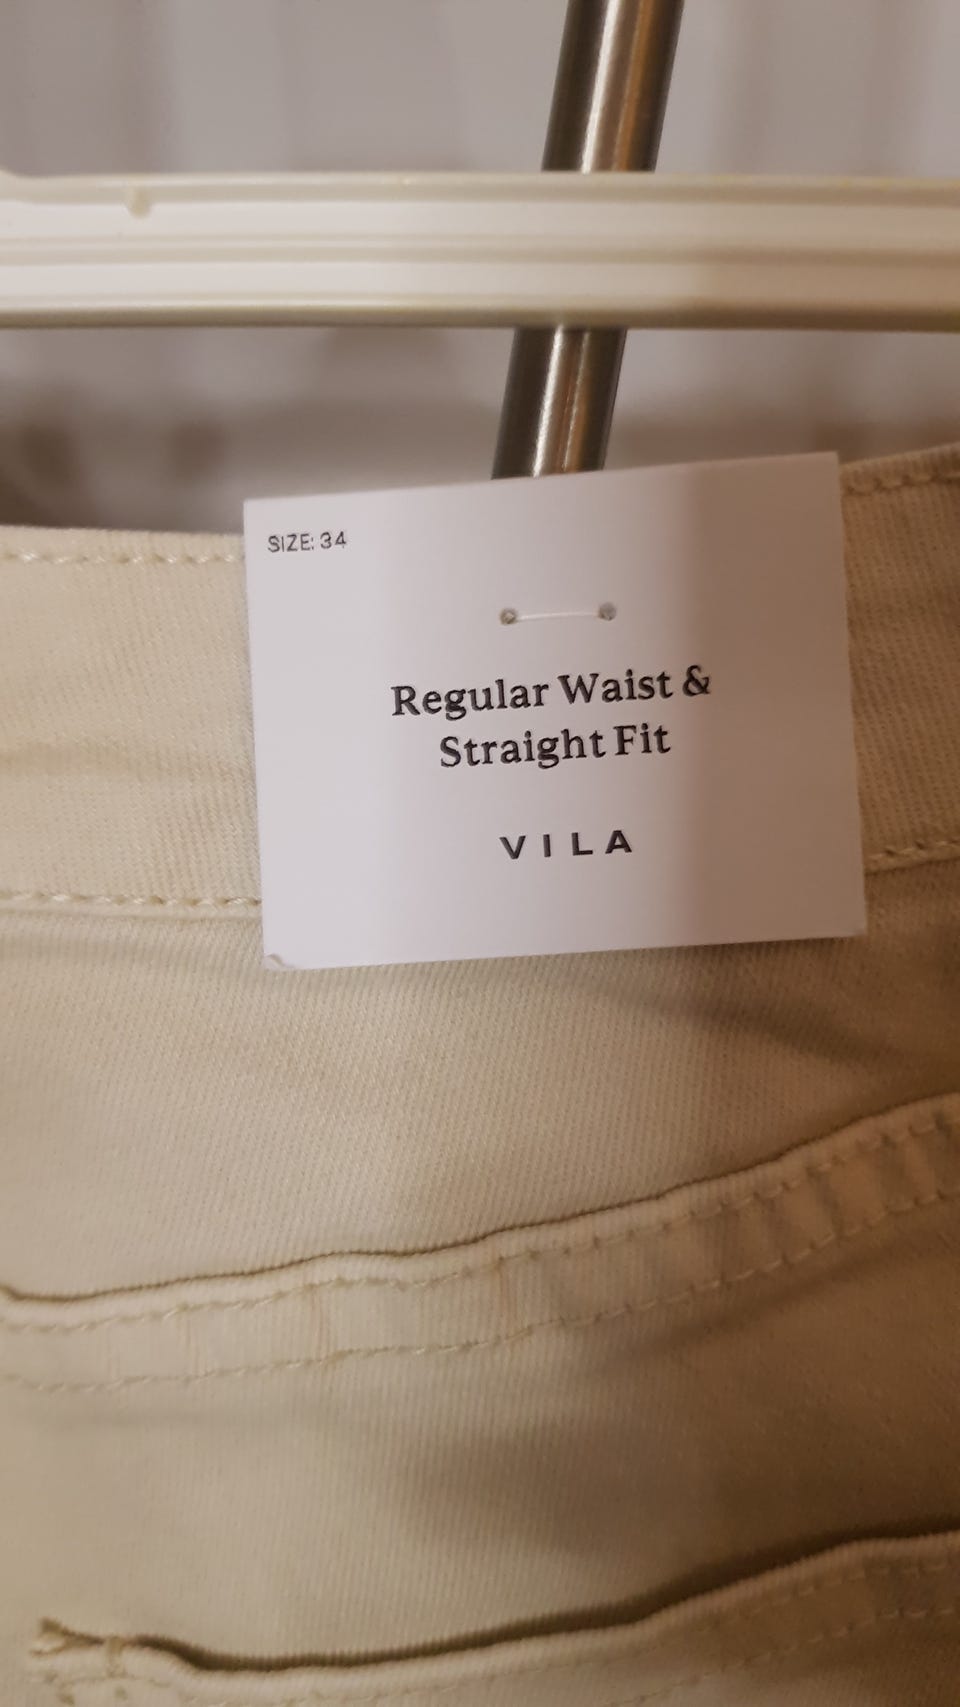 SIZE: 34
Regular Waist &
Straight Fit
VILA